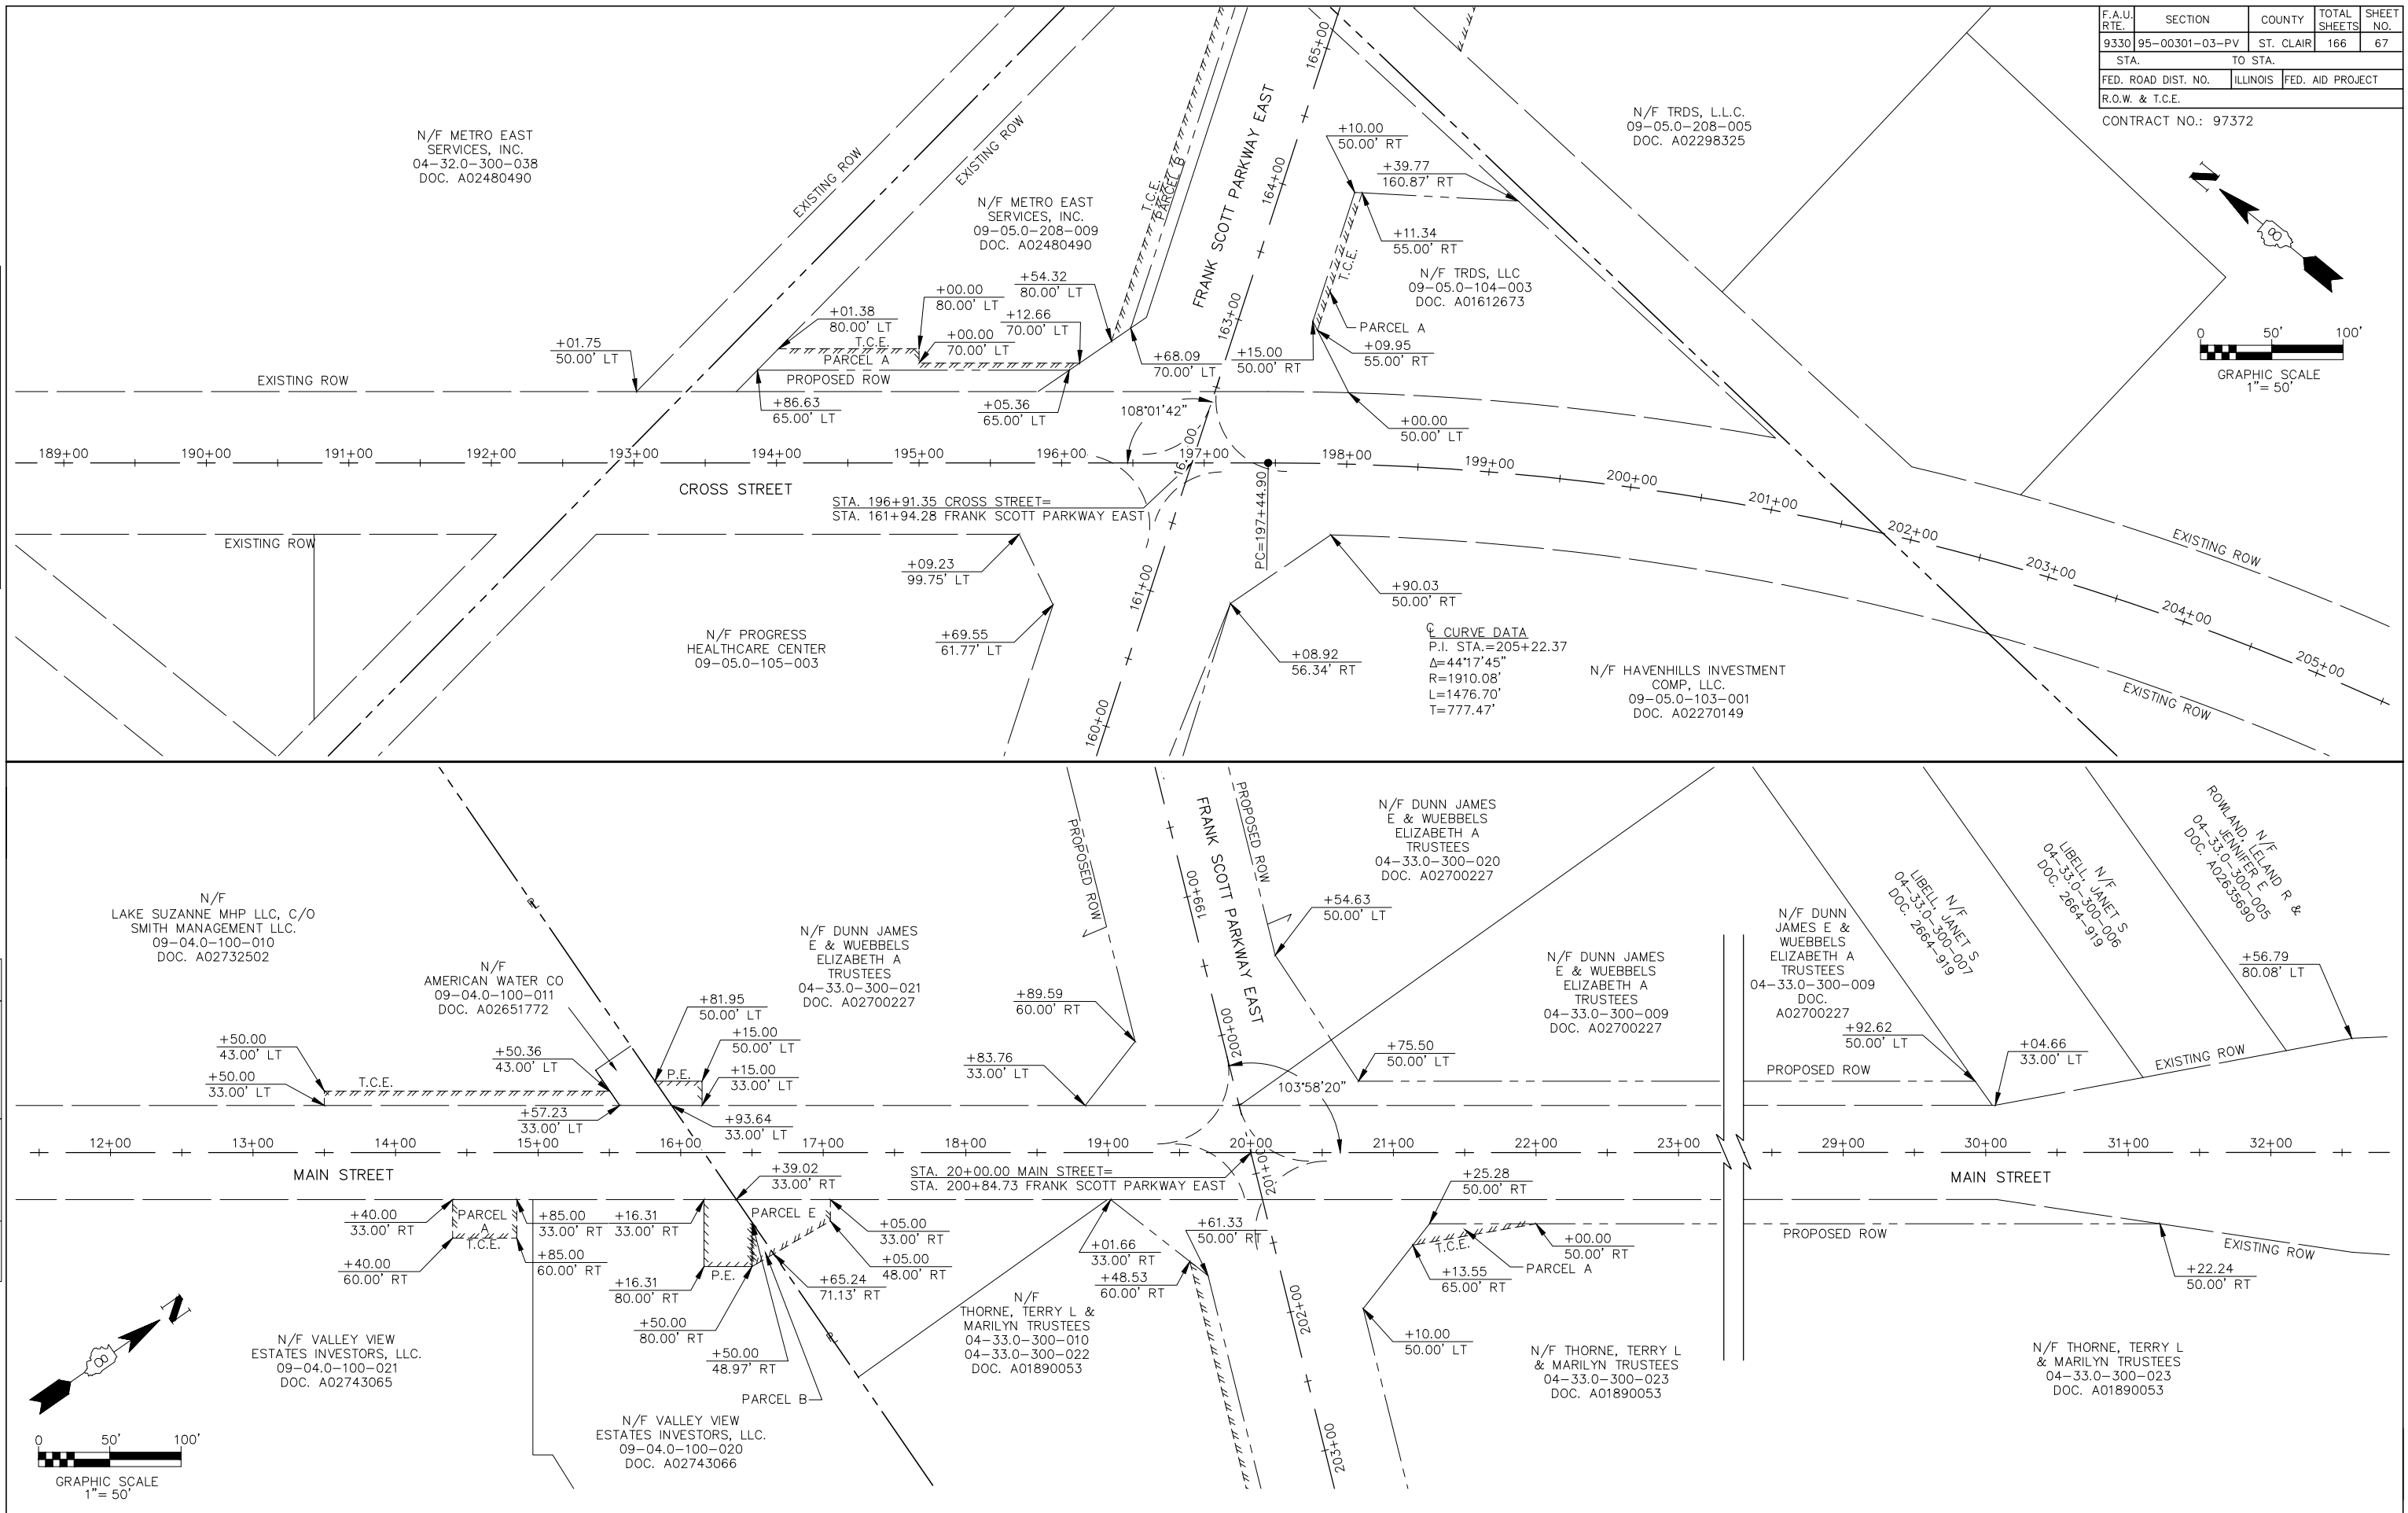 F.A.U. RTE. SECTION COUNTY TOTAL SHEETS SHEET NO.
9330 95-00301-03-PV ST. CLAIR 166 67
STA. TO STA.
FED. ROAD DIST. NO. ILLINOIS FED. AID PROJECT
R.O.W. & T.C.E.
CONTRACT NO.: 97372
N/F METRO EAST
SERVICES, INC.
04-32.0-300-038
DOC. A02480490
EXISTING ROW
EXISTING ROW
N/F METRO EAST
SERVICES, INC.
09-05.0-208-009
DOC. A02480490
T.C.E.
PARCEL B
FRANK SCOTT PARKWAY EAST
165+00
164+00
163+00
N/F TRDS, L.L.C.
09-05.0-208-005
DOC. A02298325
+10.00
50.00' RT
+39.77
160.87' RT
+11.34
55.00' RT
T.C.E.
N/F TRDS, LLC
09-05.0-104-003
DOC. A01612673
PARCEL A
+09.95
55.00' RT
+15.00
50.00' RT
+00.00
50.00' LT
N
0 50' 100'
GRAPHIC SCALE
1"= 50'
+01.75
50.00' LT
+01.38
80.00' LT
+00.00
80.00' LT
+54.32
80.00' LT
+00.00
70.00' LT
+12.66
70.00' LT
+68.09
70.00' LT
T.C.E.
PARCEL A
PROPOSED ROW
EXISTING ROW
+86.63
65.00' LT
+05.36
65.00' LT
108°01'42"
189+00 190+00 191+00 192+00 193+00 194+00 195+00 196+00 197+00 198+00 199+00 200+00 201+00 202+00 203+00 204+00 205+00
CROSS STREET
STA. 196+91.35 CROSS STREET=
STA. 161+94.28 FRANK SCOTT PARKWAY EAST
PC=197+44.90
EXISTING ROW
EXISTING ROW
EXISTING ROW
161+00
160+00
+09.23
99.75' LT
+69.55
61.77' LT
+90.03
50.00' RT
+08.92
56.34' RT
N/F PROGRESS
HEALTHCARE CENTER
09-05.0-105-003
℄ CURVE DATA
P.I. STA.=205+22.37
Δ=44°17'45"
R=1910.08'
L=1476.70'
T=777.47'
N/F HAVENHILLS INVESTMENT
COMP, LLC.
09-05.0-103-001
DOC. A02270149
N/F
LAKE SUZANNE MHP LLC, C/O
SMITH MANAGEMENT LLC.
09-04.0-100-010
DOC. A02732502
N/F
AMERICAN WATER CO
09-04.0-100-011
DOC. A02651772
N/F DUNN JAMES
E & WUEBBELS
ELIZABETH A
TRUSTEES
04-33.0-300-021
DOC. A02700227
PROPOSED ROW
FRANK SCOTT PARKWAY EAST
PROPOSED ROW
199+00
200+00
N/F DUNN JAMES
E & WUEBBELS
ELIZABETH A
TRUSTEES
04-33.0-300-020
DOC. A02700227
N/F DUNN JAMES
E & WUEBBELS
ELIZABETH A
TRUSTEES
04-33.0-300-009
DOC. A02700227
N/F DUNN
JAMES E &
WUEBBELS
ELIZABETH A
TRUSTEES
04-33.0-300-009
DOC.
A02700227
N/F
LIBELL, JANET S
04-33.0-300-007
DOC. 2664-919
N/F
LIBELL, JANET S
04-33.0-300-006
DOC. 2664-919
N/F
ROWLAND, LELAND R &
JENNIFER E
04-33.0-300-005
DOC. A02635690
+50.00
43.00' LT
+50.00
33.00' LT
T.C.E.
+50.36
43.00' LT
+57.23
33.00' LT
+81.95
50.00' LT
P.E.
+15.00
50.00' LT
+15.00
33.00' LT
+93.64
33.00' LT
+89.59
60.00' RT
+83.76
33.00' LT
+54.63
50.00' LT
+75.50
50.00' LT
103°58'20"
+92.62
50.00' LT
+04.66
33.00' LT
+56.79
80.08' LT
PROPOSED ROW
EXISTING ROW
12+00 13+00 14+00 15+00 16+00 17+00 18+00 19+00 20+00 21+00 22+00 23+00 29+00 30+00 31+00 32+00
MAIN STREET
MAIN STREET
STA. 20+00.00 MAIN STREET=
STA. 200+84.73 FRANK SCOTT PARKWAY EAST
201+00
202+00
203+00
+39.02
33.00' RT
+40.00
33.00' RT
+40.00
60.00' RT
PARCEL
A
T.C.E.
+85.00
33.00' RT
+85.00
60.00' RT
+16.31
33.00' RT
+16.31
80.00' RT
P.E.
PARCEL E
+05.00
33.00' RT
+05.00
48.00' RT
+65.24
71.13' RT
+50.00
80.00' RT
+50.00
48.97' RT
PARCEL B
+01.66
33.00' RT
+48.53
60.00' RT
+61.33
50.00' RT
+25.28
50.00' RT
T.C.E.
+00.00
50.00' RT
PARCEL A
+13.55
65.00' RT
+10.00
50.00' LT
PROPOSED ROW
EXISTING ROW
+22.24
50.00' RT
N
0 50' 100'
GRAPHIC SCALE
1"= 50'
N/F VALLEY VIEW
ESTATES INVESTORS, LLC.
09-04.0-100-021
DOC. A02743065
N/F VALLEY VIEW
ESTATES INVESTORS, LLC.
09-04.0-100-020
DOC. A02743066
N/F
THORNE, TERRY L &
MARILYN TRUSTEES
04-33.0-300-010
04-33.0-300-022
DOC. A01890053
N/F THORNE, TERRY L
& MARILYN TRUSTEES
04-33.0-300-023
DOC. A01890053
N/F THORNE, TERRY L
& MARILYN TRUSTEES
04-33.0-300-023
DOC. A01890053